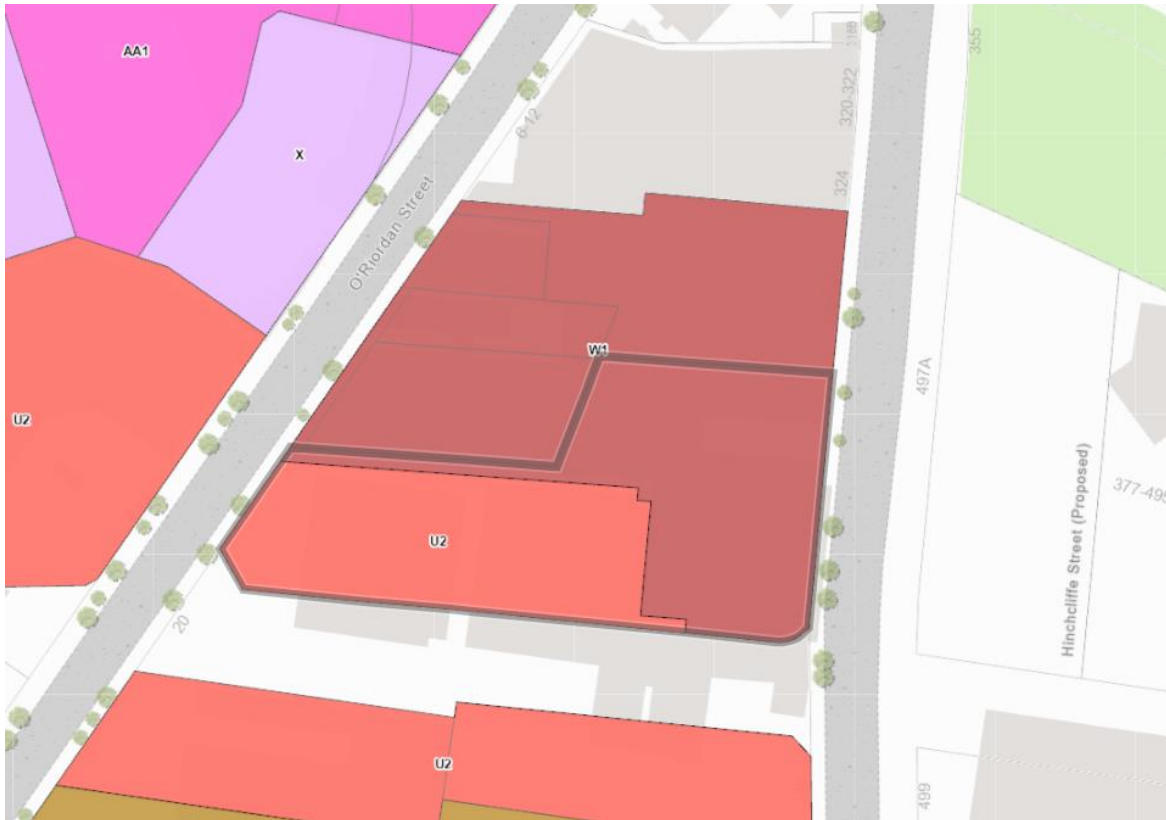 AA1
X
6-12
318B
320-322
324
355
O'Riordan Street
W1
497A
U2
377-495
U2
Hinchcliffe Street (Proposed)
20
U2
499